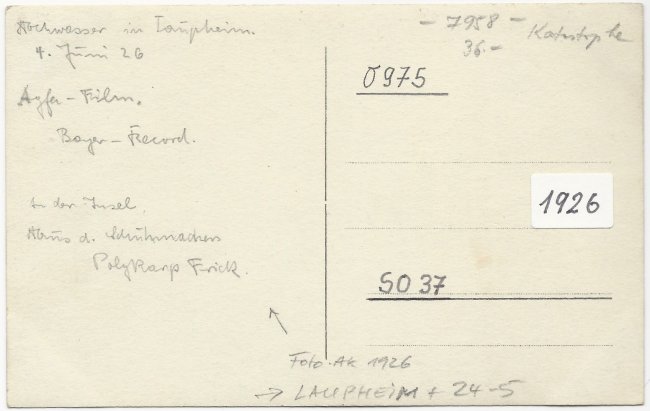 Hochwasser in Laupheim.
4. Juni 26
Agfa-Film.
Bayer-Record.
In der Insel,
Haus d. Schuhmachers
Polykarp Frick.
- 7958 -
36.-
Katastrophe
O975
1926
SO 37
Foto-AK 1926
→ LAUPHEIM + 24-5